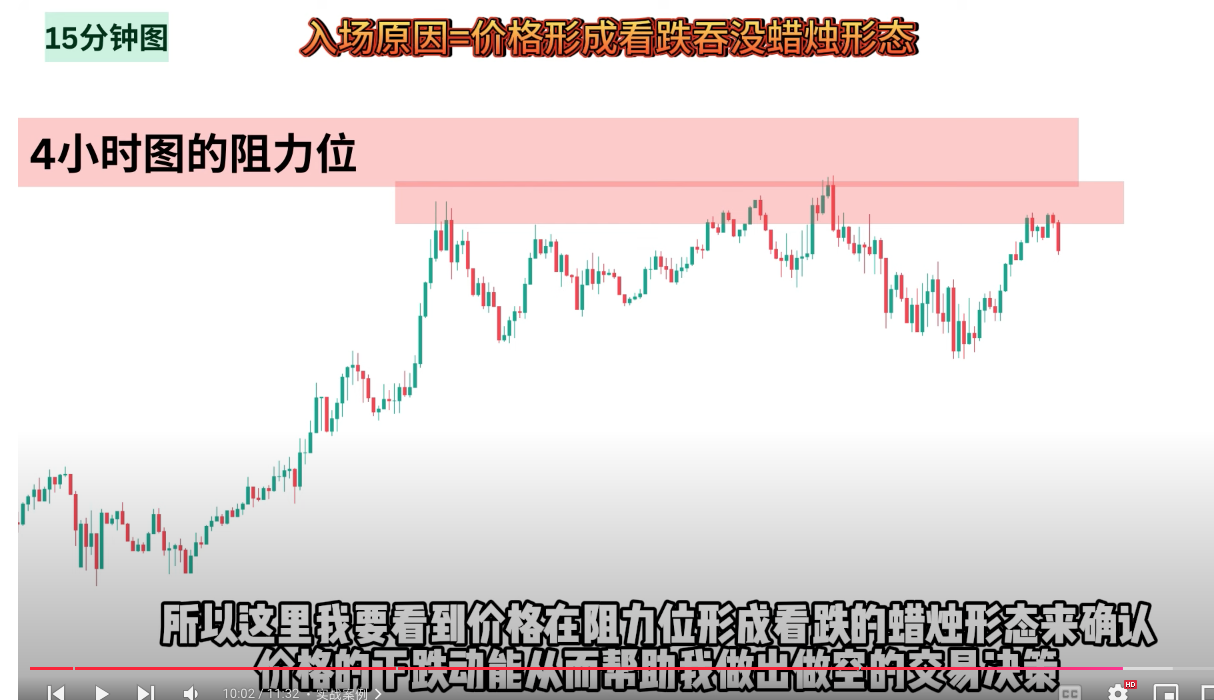 15分钟图
入场原因=价格形成看跌吞没蜡烛形态
4小时图的阻力位
所以这里我要看到价格在阻力位形成看跌的蜡烛形态来确认
价格的下跌动能从而帮助我做出做空的交易决策
10:02 / 11:32 • 实战案例
CC
HD